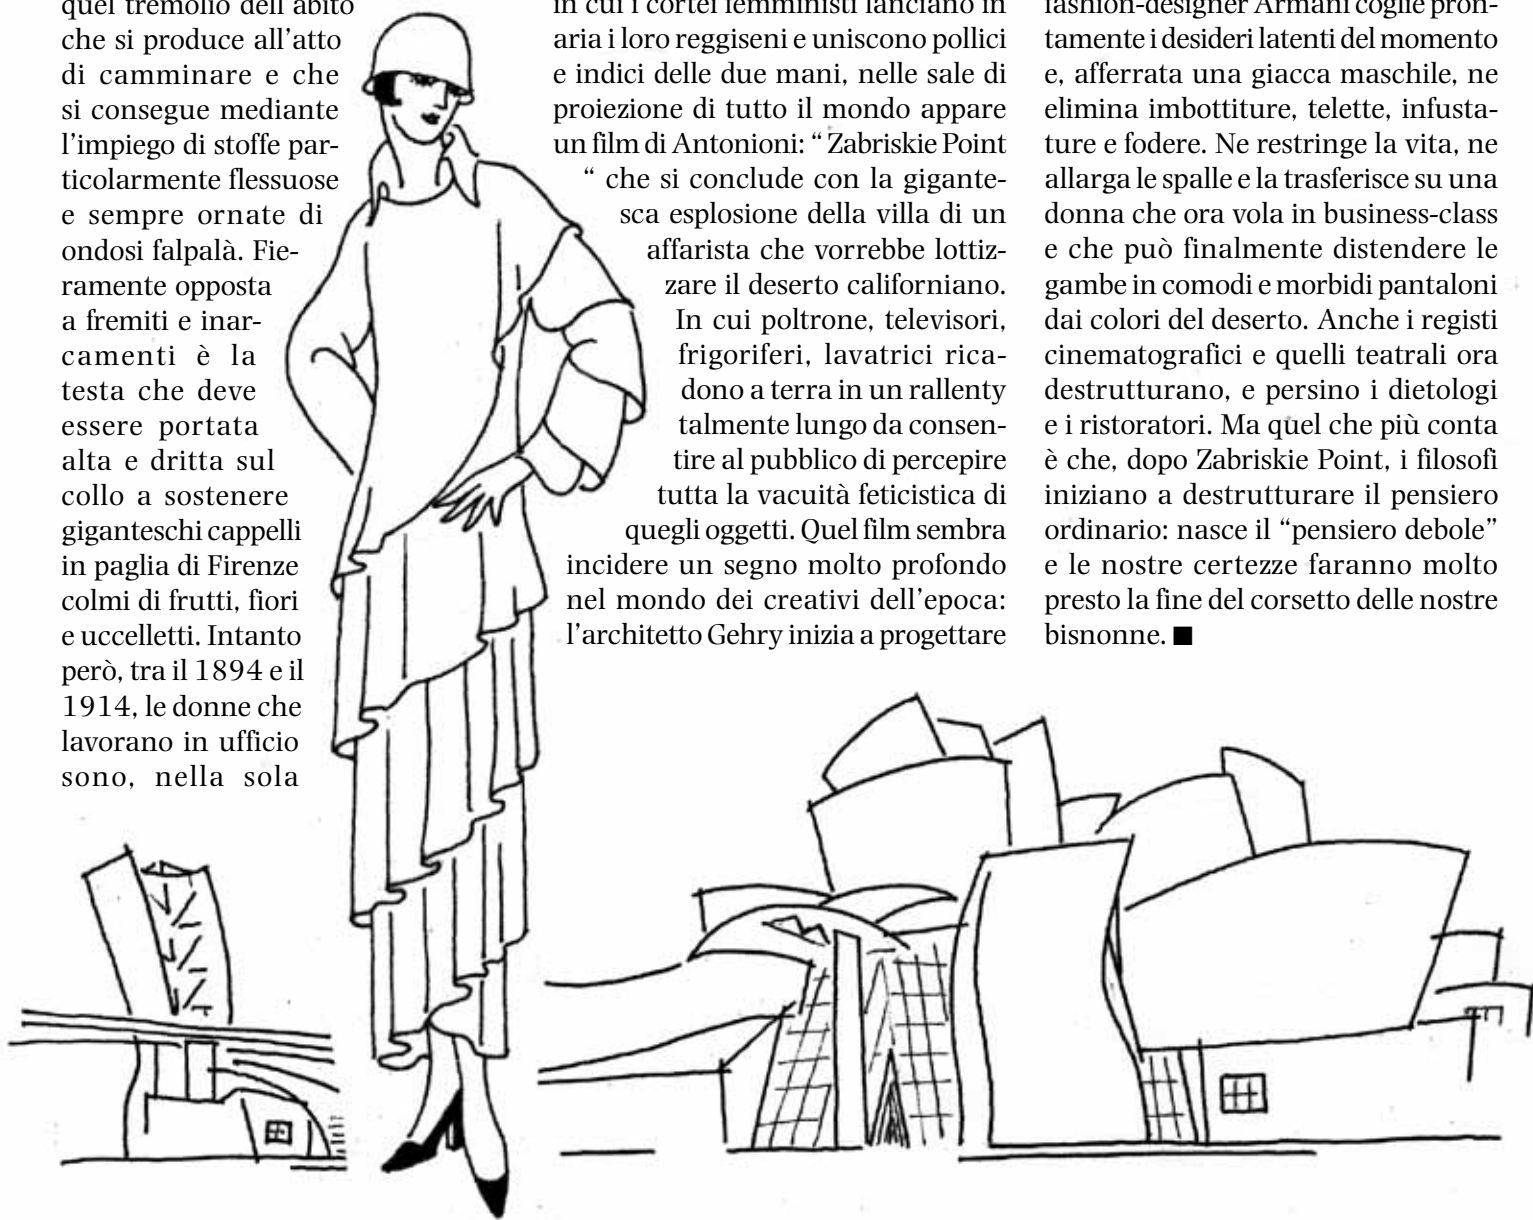 quel tremolio dell'abito
che si produce all'atto
di camminare e che
si consegue mediante
l'impiego di stoffe par-
ticolarmente flessuose
e sempre ornate di
ondosi falpalà. Fie-
ramente opposta
a fremiti e inar-
camenti è la
testa che deve
essere portata
alta e dritta sul
collo a sostenere
giganteschi cappelli
in paglia di Firenze
colmi di frutti, fiori
e uccelletti. Intanto
però, tra il 1894 e il
1914, le donne che
lavorano in ufficio
sono, nella sola
in cui i cortei femministi lanciano in
aria i loro reggiseni e uniscono pollici
e indici delle due mani, nelle sale di
proiezione di tutto il mondo appare
un film di Antonioni: “ Zabriskie Point
“ che si conclude con la gigante-
sca esplosione della villa di un
affarista che vorrebbe lottiz-
zare il deserto californiano.
In cui poltrone, televisori,
frigoriferi, lavatrici rica-
dono a terra in un rallenty
talmente lungo da consen-
tire al pubblico di percepire
tutta la vacuità feticistica di
quegli oggetti. Quel film sembra
incidere un segno molto profondo
nel mondo dei creativi dell'epoca:
l'architetto Gehry inizia a progettare
fashion-designer Armani coglie pron-
tamente i desideri latenti del momento
e, afferrata una giacca maschile, ne
elimina imbottiture, telette, infusta-
ture e fodere. Ne restringe la vita, ne
allarga le spalle e la trasferisce su una
donna che ora vola in business-class
e che può finalmente distendere le
gambe in comodi e morbidi pantaloni
dai colori del deserto. Anche i registi
cinematografici e quelli teatrali ora
destrutturano, e persino i dietologi
e i ristoratori. Ma quel che più conta
è che, dopo Zabriskie Point, i filosofi
iniziano a destrutturare il pensiero
ordinario: nasce il “pensiero debole”
e le nostre certezze faranno molto
presto la fine del corsetto delle nostre
bisnonne. ■